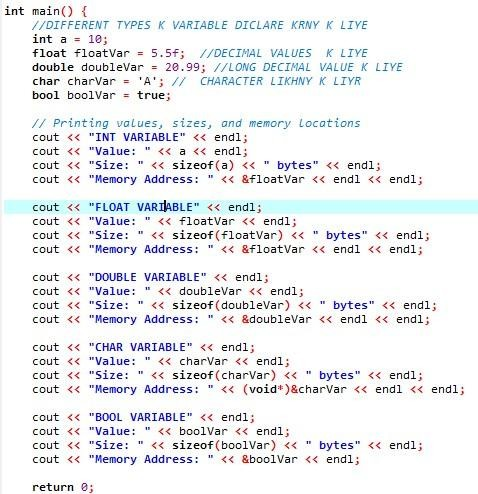 int main() {
//DIFFERENT TYPES K VARIABLE DICLARE KRNY K LIYE
int a = 10;
float floatVar = 5.5f;  //DECIMAL VALUES  K LIYE
double doubleVar = 20.99; //LONG DECIMAL VALUE K LIYE
char charVar = 'A'; //  CHARACTER LIKHNY K LIYR
bool boolVar = true;
// Printing values, sizes, and memory locations
cout << "INT VARIABLE" << endl;
cout << "Value: " << a << endl;
cout << "Size: " << sizeof(a) << " bytes" << endl;
cout << "Memory Address: " << &floatVar << endl << endl;
cout << "FLOAT VARIABLE" << endl;
cout << "Value: " << floatVar << endl;
cout << "Size: " << sizeof(floatVar) << " bytes" << endl;
cout << "Memory Address: " << &floatVar << endl << endl;
cout << "DOUBLE VARIABLE" << endl;
cout << "Value: " << doubleVar << endl;
cout << "Size: " << sizeof(doubleVar) << " bytes" << endl;
cout << "Memory Address: " << &doubleVar << endl << endl;
cout << "CHAR VARIABLE" << endl;
cout << "Value: " << charVar << endl;
cout << "Size: " << sizeof(charVar) << " bytes" << endl;
cout << "Memory Address: " << (void*)&charVar << endl << endl;
cout << "BOOL VARIABLE" << endl;
cout << "Value: " << boolVar << endl;
cout << "Size: " << sizeof(boolVar) << " bytes" << endl;
cout << "Memory Address: " << &boolVar << endl;
return 0;